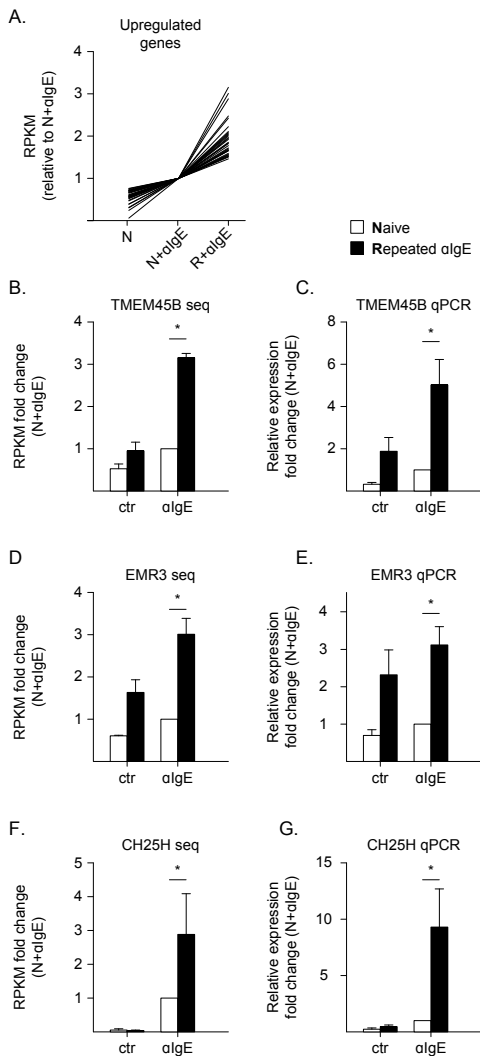 A.
Upregulated
genes
RPKM
(relative to N+αIgE)
4
3
2
1
0
N
N+αIgE
R+αIgE
Naive
Repeated αIgE
B.
TMEM45B seq
RPKM fold change
(N+αIgE)
4
3
2
1
*
ctr
αIgE
C.
TMEM45B qPCR
Relative expression
fold change (N+αIgE)
8
6
4
2
*
ctr
αIgE
D
EMR3 seq
RPKM fold change
(N+αIgE)
4
3
2
1
*
ctr
αIgE
E.
EMR3 qPCR
Relative expression
fold change (N+αIgE)
4
3
2
1
*
ctr
αIgE
F.
CH25H seq
RPKM fold change
(N+αIgE)
5
4
3
2
1
*
ctr
αIgE
G.
CH25H qPCR
Relative expression
fold change (N+αIgE)
15
10
5
*
ctr
αIgE